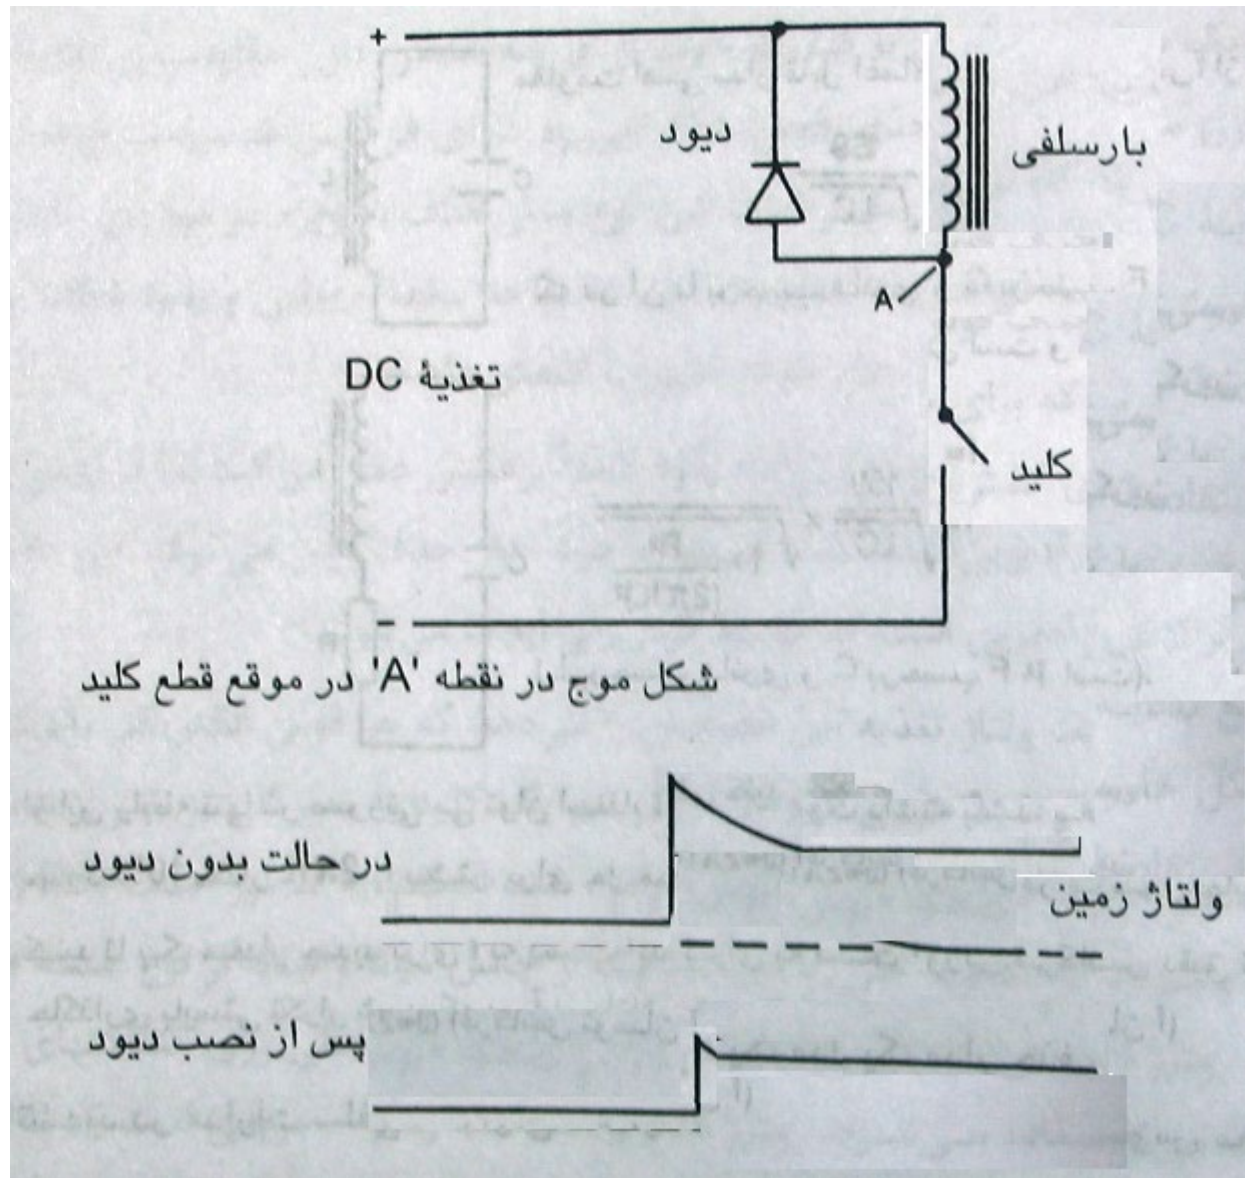 +
دیود
بارسلفی
A
تغذیهٔ DC
کلید
−
شکل موج در نقطه 'A' در موقع قطع کلید
در حالت بدون دیود
ولتاژ زمین
پس از نصب دیود